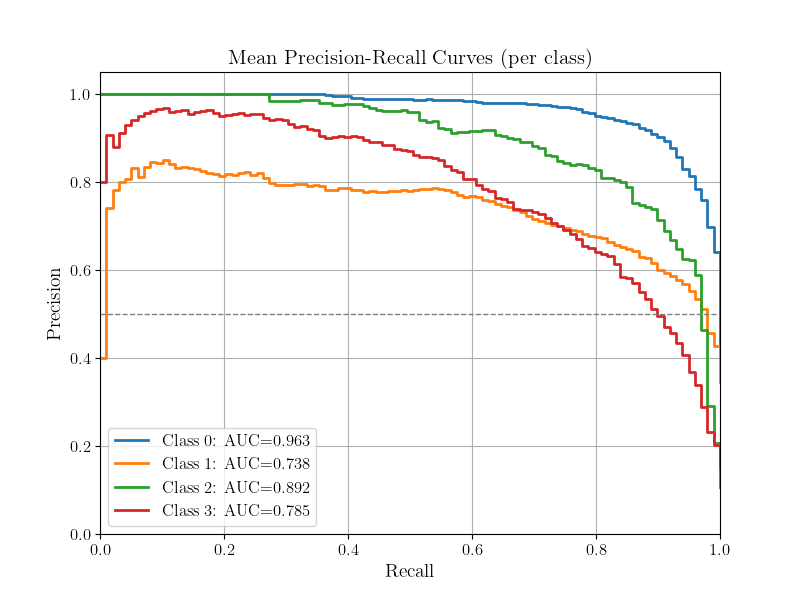 Mean Precision-Recall Curves (per class)
1.0
0.8
0.6
0.4
0.2
0.0
Precision
Class 0: AUC=0.963
Class 1: AUC=0.738
Class 2: AUC=0.892
Class 3: AUC=0.785
0.0 0.2 0.4 0.6 0.8 1.0
Recall